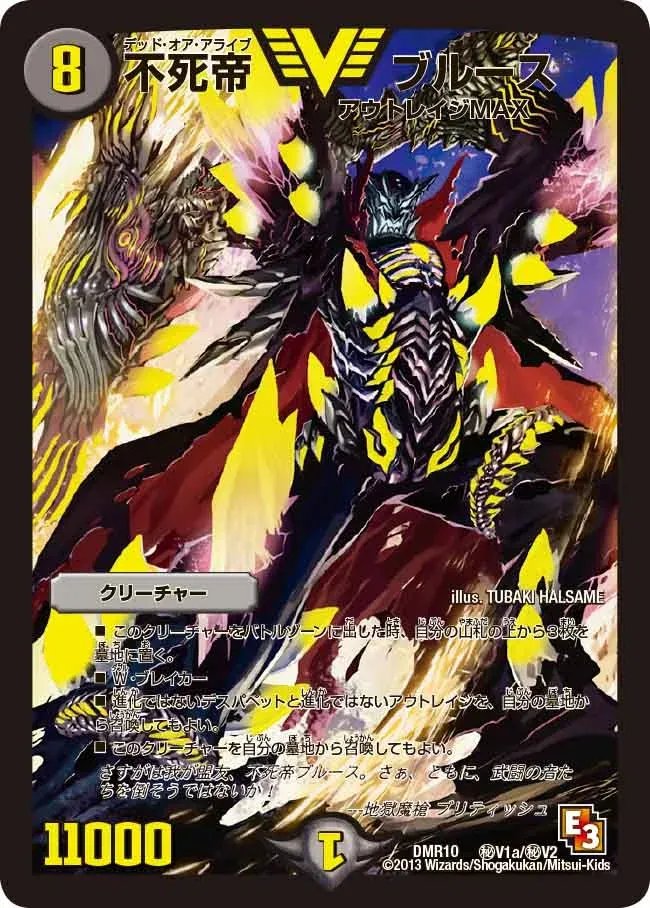 8
デッド・オア・アライブ
不死帝 ブルース
アウトレイジMAX
クリーチャー
illus. TUBAKI HALSAME
■ このクリーチャーをバトルゾーンに出した時、自分の山札の上から3枚を
墓地に置く。
■ W・ブレイカー
■ 進化ではないデスパペットと進化ではないアウトレイジを、自分の墓地か
ら召喚してもよい。
■ このクリーチャーを自分の墓地から召喚してもよい。
さすがは我が盟友、不死帝ブルース。さぁ、ともに、武闘の者た
ちを倒そうではないか！
---地獄魔槍 ブリティッシュ
11000
1
E3
DMR10 ㊙V1a/㊙V2
©2013 Wizards/Shogakukan/Mitsui-Kids